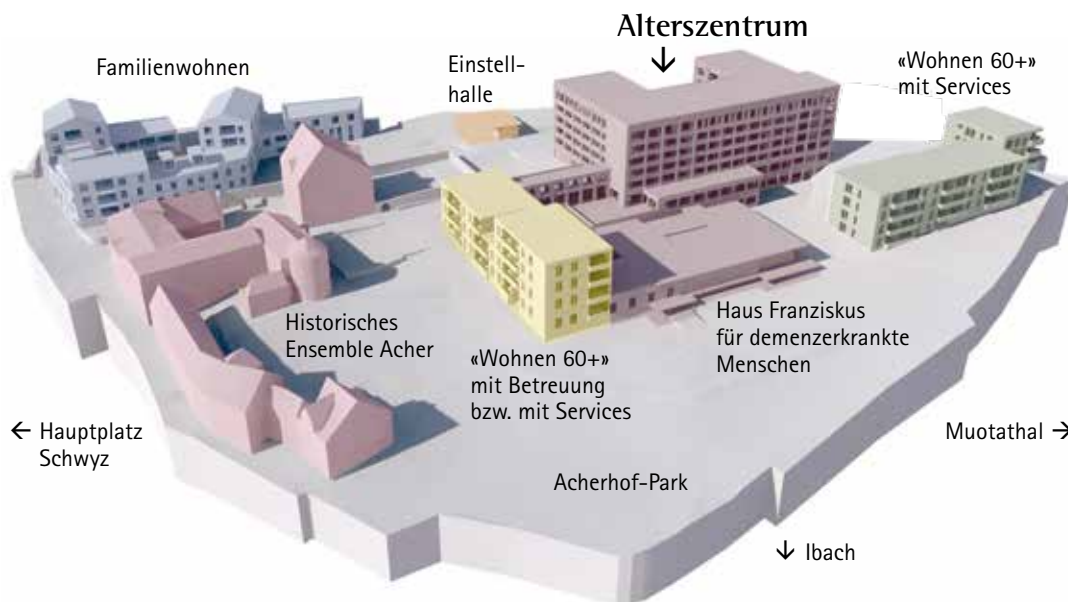 Alterszentrum
↓
Familienwohnen
Einstell-
halle
«Wohnen 60+»
mit Services
Historisches
Ensemble Acher
«Wohnen 60+»
mit Betreuung
bzw. mit Services
Haus Franziskus
für demenzerkrankte
Menschen
← Hauptplatz
Schwyz
Muotathal →
Acherhof-Park
↓ Ibach